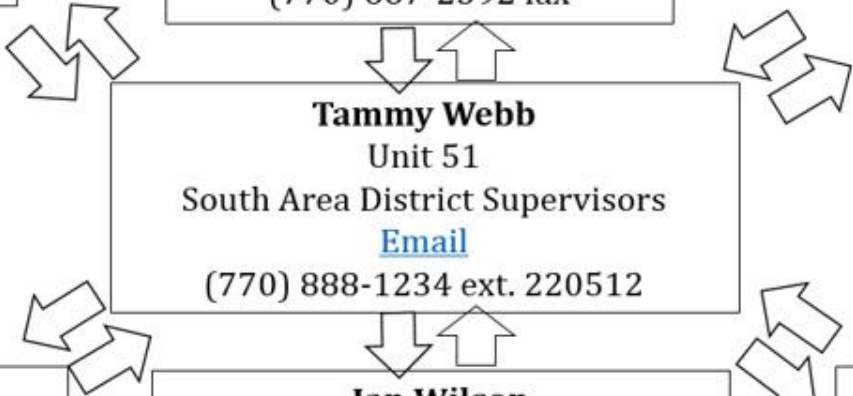 Tammy Webb
Unit 51
South Area District Supervisors
Email
(770) 888-1234 ext. 220512